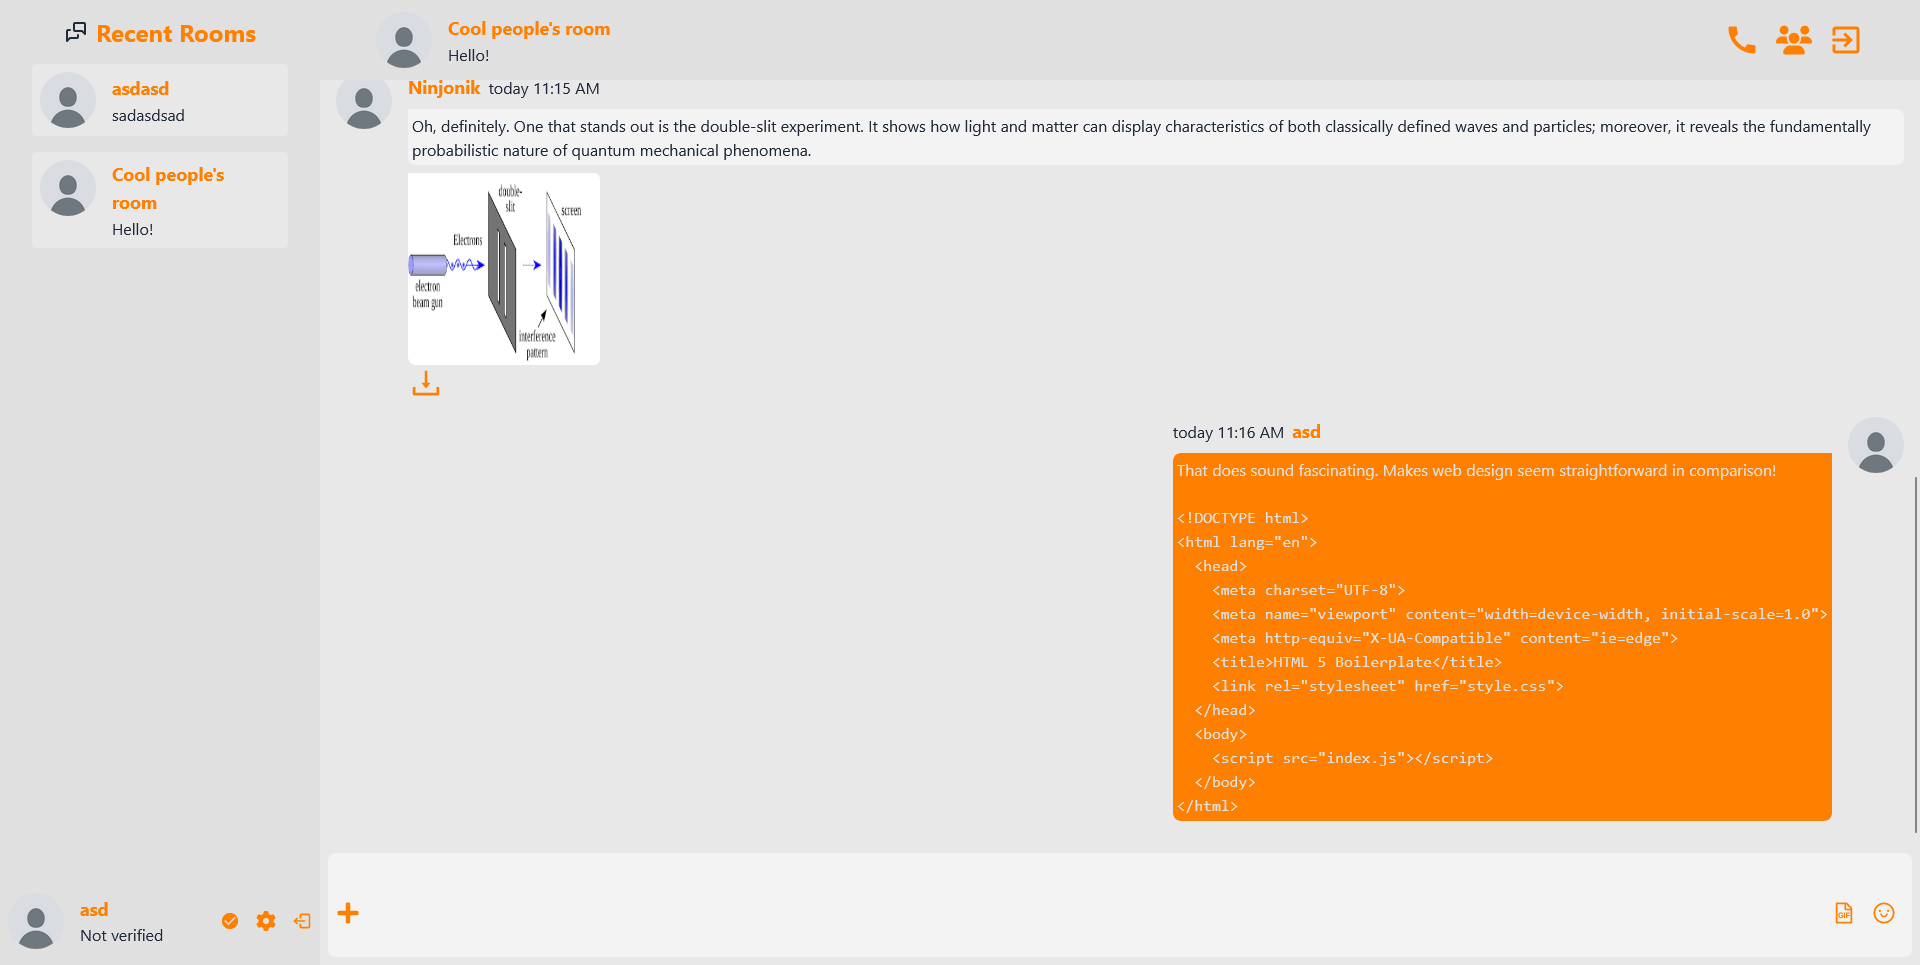 Recent Rooms
asdasd
sadasdsad
Cool people's
room
Hello!
asd
Not verified
Cool people's room
Hello!
Ninjonik today 11:15 AM
Oh, definitely. One that stands out is the double-slit experiment. It shows how light and matter can display characteristics of both classically defined waves and particles; moreover, it reveals the fundamentally
probabilistic nature of quantum mechanical phenomena.
double-
slit
screen
Electrons
electron
beam gun
interference
pattern
today 11:16 AM asd
That does sound fascinating. Makes web design seem straightforward in comparison!
<!DOCTYPE html>
<html lang="en">
  <head>
    <meta charset="UTF-8">
    <meta name="viewport" content="width=device-width, initial-scale=1.0">
    <meta http-equiv="X-UA-Compatible" content="ie=edge">
    <title>HTML 5 Boilerplate</title>
    <link rel="stylesheet" href="style.css">
  </head>
  <body>
    <script src="index.js"></script>
  </body>
</html>
GIF